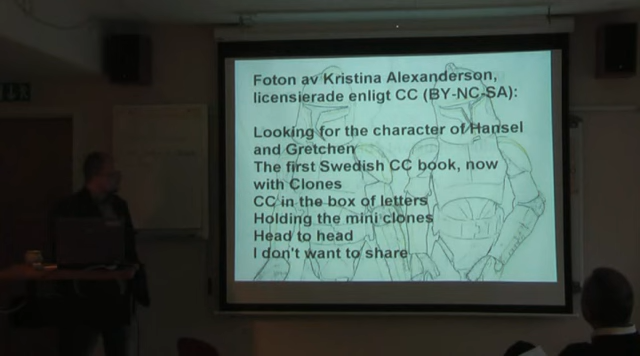 Foton av Kristina Alexanderson,
licensierade enligt CC (BY-NC-SA):
Looking for the character of Hansel
and Gretchen
The first Swedish CC book, now
with Clones
CC in the box of letters
Holding the mini clones
Head to head
I don't want to share